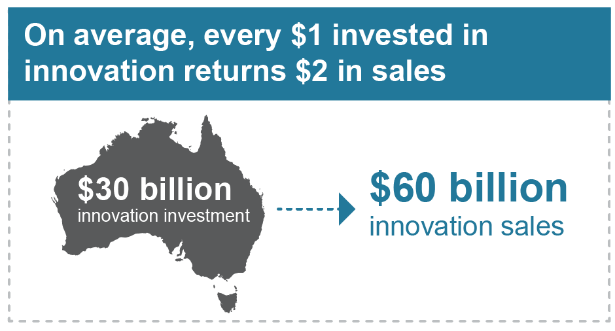 On average, every $1 invested in
innovation returns $2 in sales
$30 billion
innovation investment
$60 billion
innovation sales